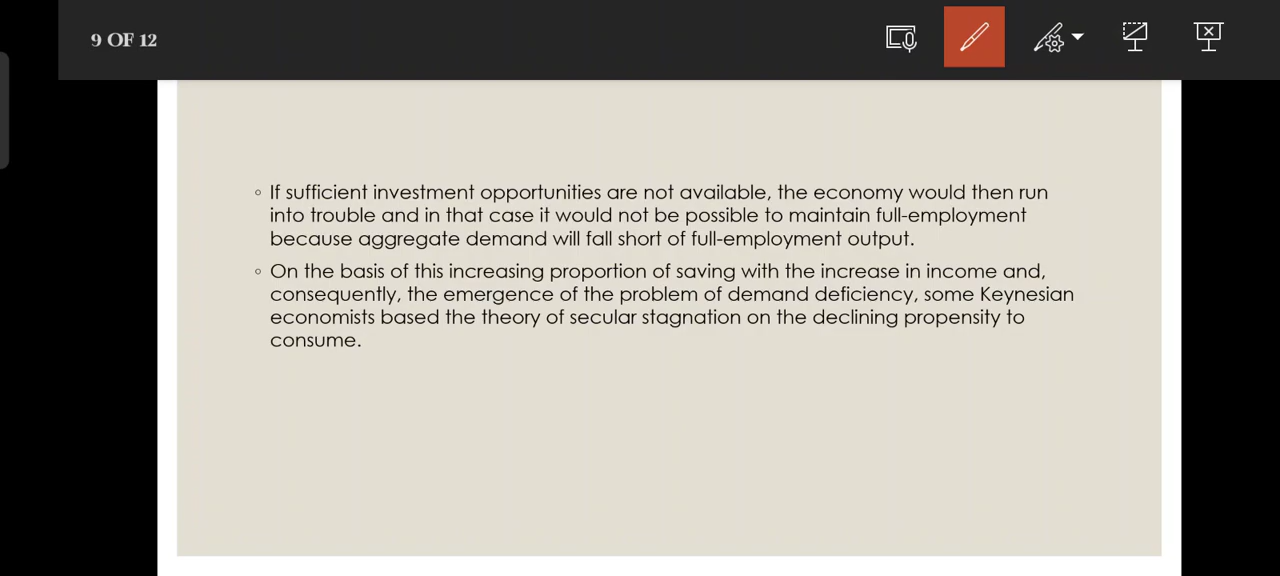 9 OF 12
◦ If sufficient investment opportunities are not available, the economy would then run
into trouble and in that case it would not be possible to maintain full-employment
because aggregate demand will fall short of full-employment output.
◦ On the basis of this increasing proportion of saving with the increase in income and,
consequently, the emergence of the problem of demand deficiency, some Keynesian
economists based the theory of secular stagnation on the declining propensity to
consume.